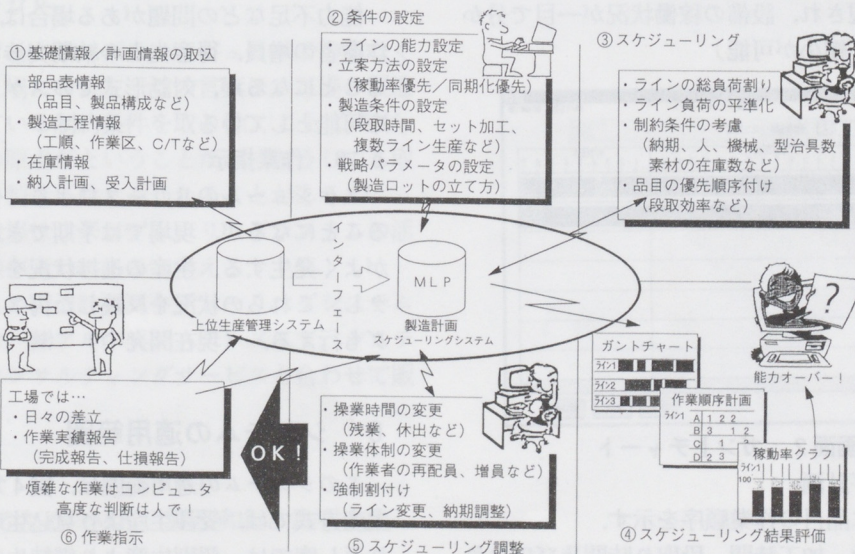 ①基礎情報／計画情報の取込
・部品表情報
（品目、製品構成など）
・製造工程情報
（工順、作業区、C/Tなど）
・在庫情報
・納入計画　受入計画
②条件の設定
・ラインの能力設定
・立案方法の設定
（稼動率優先／同期化優先）
・製造条件の設定
（段取時間、セット加工、
複数ライン生産など）
・戦略パラメータの設定
（製造ロットの立て方）
③スケジューリング
・ラインの総負荷割り
・ライン負荷の平準化
・制約条件の考慮
（納期、人、機械、型治具数
素材の在庫数など）
・品目の優先順序付け
（段取効率など）
インターフェース
MLP
上位生産管理システム
製造計画
スケジューリングシステム
ガントチャート
ライン1
ライン2
ライン3
作業順序計画
ライン1
A 1 2 2
B 3 1 2
C
D 2 3
稼動率グラフ
ライン1
100
?
能力オーバー！
④スケジューリング結果評価
・操業時間の変更
（残業、休出など）
・操業体制の変更
（作業者の再配員、増員など）
・強制割付け
（ライン変更、納期調整）
⑤スケジューリング調整
OK！
工場では…
・日々の差立
・作業実績報告
（完成報告、仕損報告）
煩雑な作業はコンピュータ
高度な判断は人で！
⑥作業指示